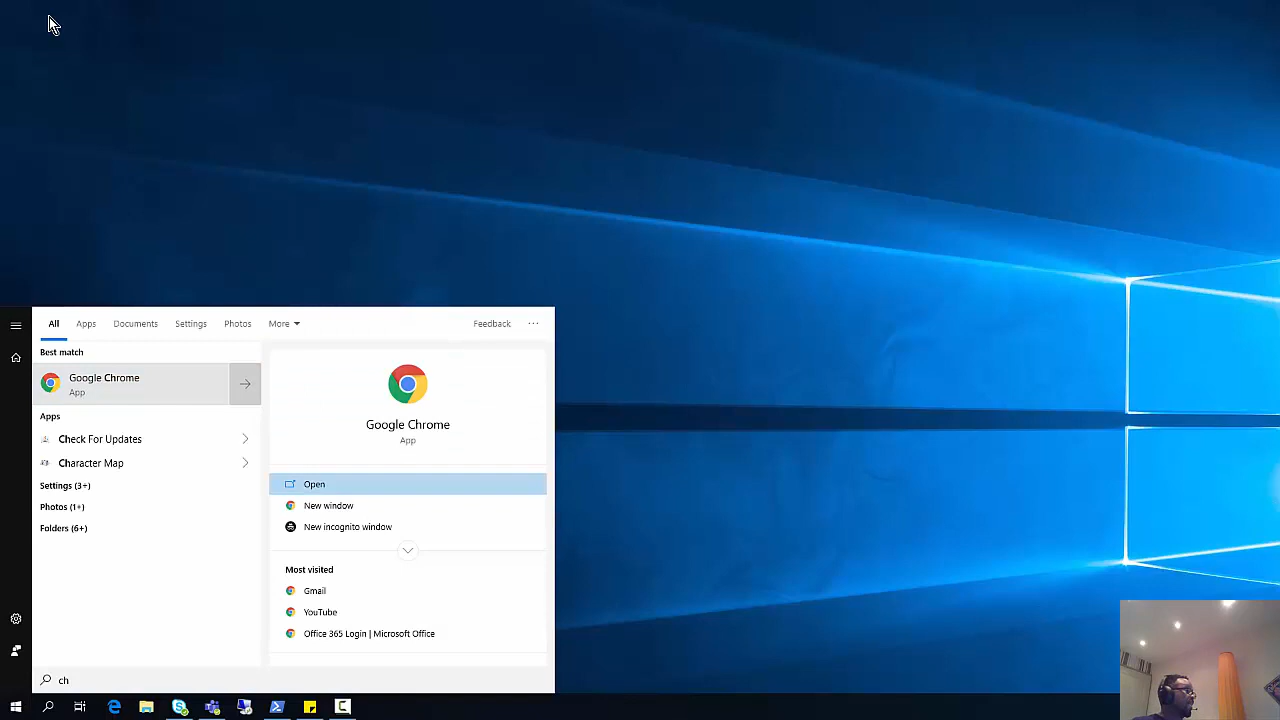 All Apps Documents Settings Photos More Feedback
Best match
Google Chrome
App
Apps
Check For Updates
Character Map
Settings (3+)
Photos (1+)
Folders (6+)
Google Chrome
App
Open
New window
New incognito window
Most visited
Gmail
YouTube
Office 365 Login | Microsoft Office
ch